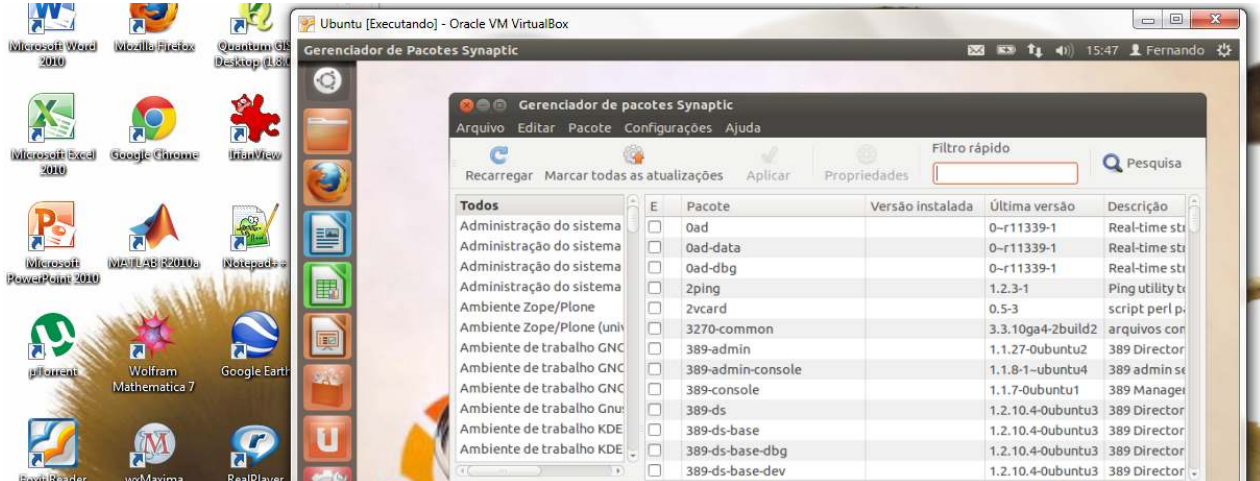 Microsoft Word 2010
Mozilla Firefox
Quantum GIS Desktop (1.8.
Microsoft Excel 2010
Google Chrome
IrfanView
Microsoft PowerPoint 2010
MATLAB R2010a
Notepad++
µTorrent
Wolfram Mathematica 7
Google Earth
Foxit Reader
wxMaxima
RealPlayer
Ubuntu [Executando] - Oracle VM VirtualBox
Gerenciador de Pacotes Synaptic
15:47 Fernando
Gerenciador de pacotes Synaptic
Arquivo Editar Pacote Configurações Ajuda
Recarregar Marcar todas as atualizações Aplicar Propriedades
Filtro rápido
Pesquisa
Todos
Administração do sistema
Administração do sistema
Administração do sistema
Administração do sistema
Ambiente Zope/Plone
Ambiente Zope/Plone (univ
Ambiente de trabalho GNC
Ambiente de trabalho GNC
Ambiente de trabalho GNC
Ambiente de trabalho Gnus
Ambiente de trabalho KDE
Ambiente de trabalho KDE
E Pacote Versão instalada Última versão Descrição
0ad 0~r11339-1 Real-time str
0ad-data 0~r11339-1 Real-time str
0ad-dbg 0~r11339-1 Real-time str
2ping 1.2.3-1 Ping utility to
2vcard 0.5-3 script perl pa
3270-common 3.3.10ga4-2build2 arquivos con
389-admin 1.1.27-0ubuntu2 389 Director
389-admin-console 1.1.8-1~ubuntu4 389 admin se
389-console 1.1.7-0ubuntu1 389 Manager
389-ds 1.2.10.4-0ubuntu3 389 Director
389-ds-base 1.2.10.4-0ubuntu3 389 Director
389-ds-base-dbg 1.2.10.4-0ubuntu3 389 Director
389-ds-base-dev 1.2.10.4-0ubuntu3 389 Director